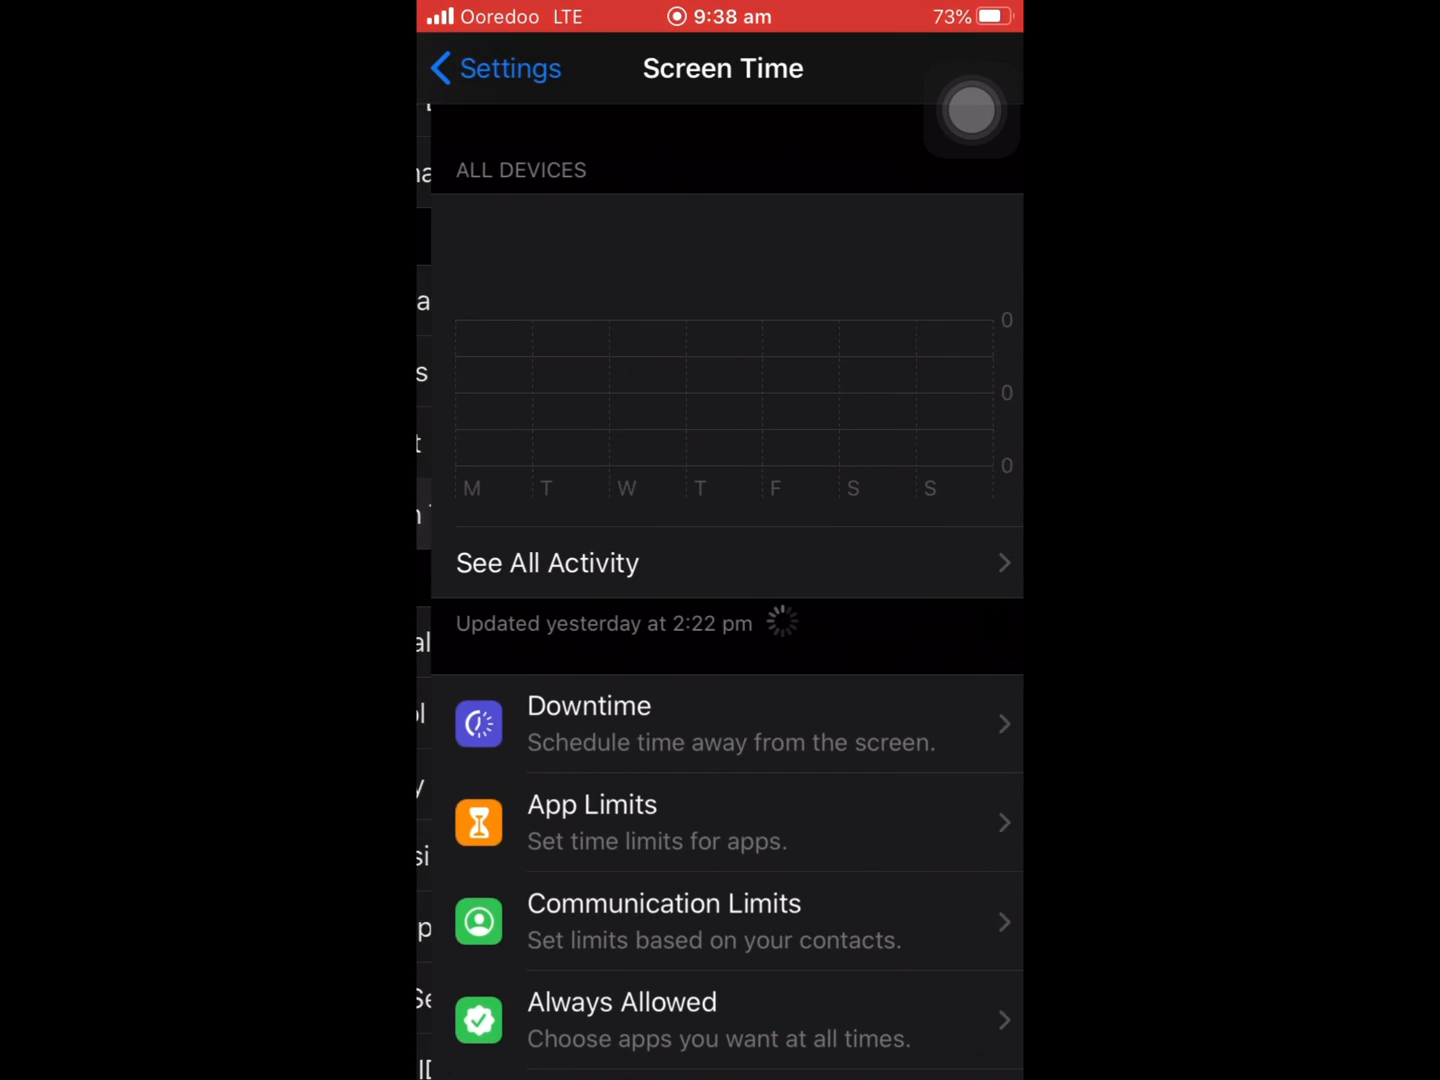 Ooredoo LTE 9:38 am 73%
Settings Screen Time
ALL DEVICES
0
0
0
M T W T F S S
See All Activity
Updated yesterday at 2:22 pm
Downtime
Schedule time away from the screen.
App Limits
Set time limits for apps.
Communication Limits
Set limits based on your contacts.
Always Allowed
Choose apps you want at all times.